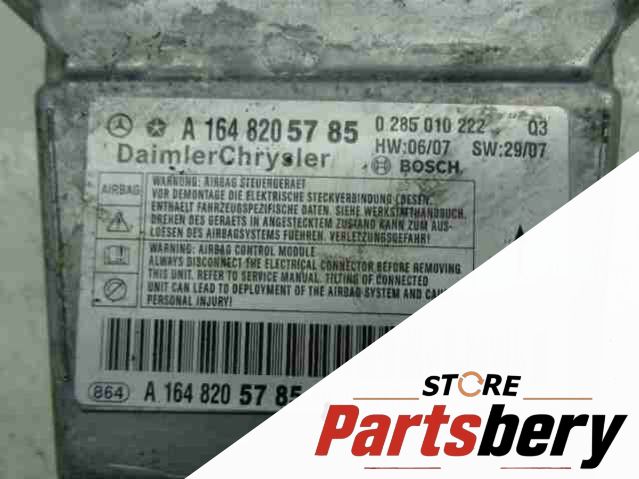 A 164 820 57 85
0 285 010 222 03
DaimlerChrysler
HW:06/07 SW:29/07
BOSCH
AIRBAG
WARNUNG: AIRBAG STEUERGERAET
VOR DEMONTAGE DIE ELEKTRISCHE STECKVERBINDUNG LOESEN.
ENTHAELT FAHRZEUGSPEZIFISCHE DATEN. SIEHE WERKSTATTHANDBUCH.
DREHEN DES GERAETS IN ANGESTECKTEM ZUSTAND KANN ZUM AUS-
LOESEN DES AIRBAGSYSTEMS FUEHREN. VERLETZUNGSGEFAHR!
WARNING: AIRBAG CONTROL MODULE
ALWAYS DISCONNECT THE ELECTRICAL CONNECTOR BEFORE REMOVING
THIS UNIT. REFER TO SERVICE MANUAL. TILTING OF CONNECTED
UNIT COULD LEAD TO DEPLOYMENT OF THE AIRBAG SYSTEM AND
PERSONAL INJURY!
864 A 164 820 57 85
STORE
Partsbery